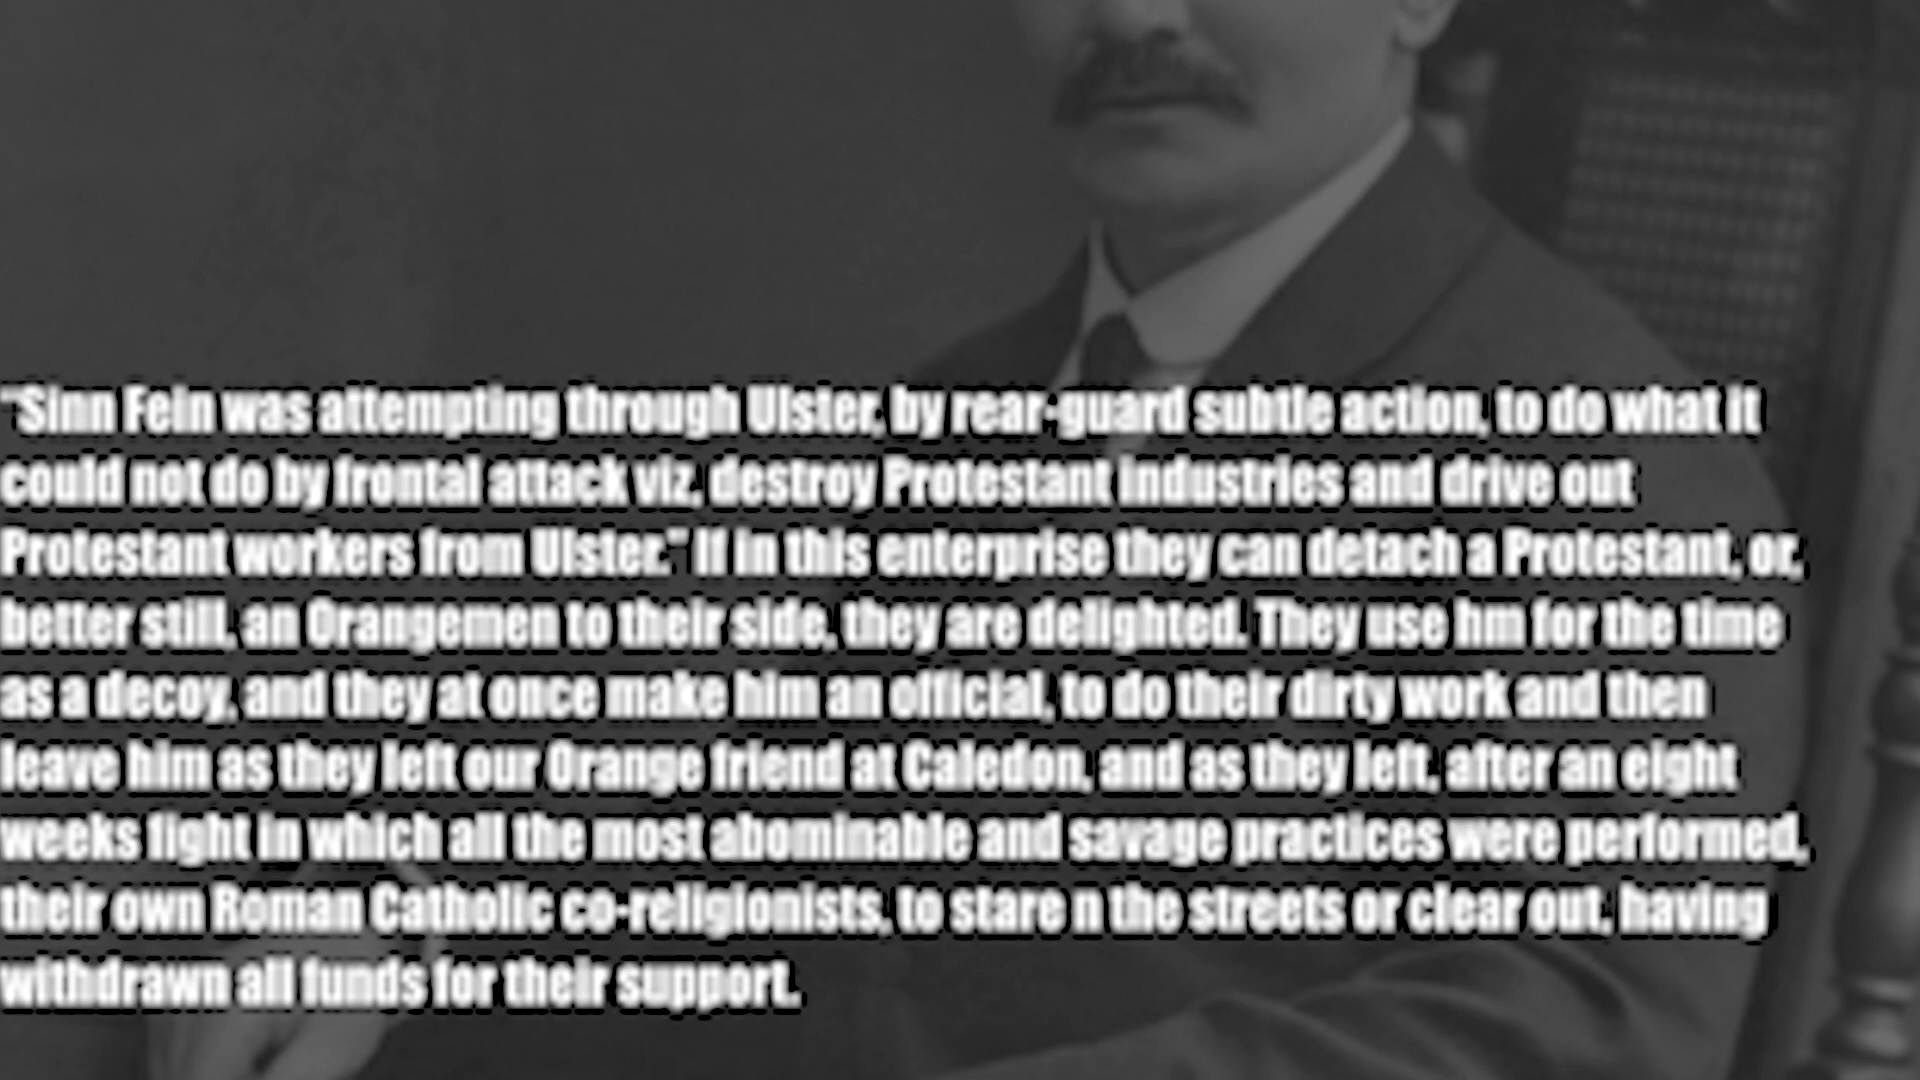 "Sinn Fein was attempting through Ulster, by rear-guard subtle action, to do what it
could not do by frontal attack viz, destroy Protestant industries and drive out
Protestant workers from Ulster." If in this enterprise they can detach a Protestant, or,
better still, an Orangemen to their side, they are delighted. They use hm for the time
as a decoy, and they at once make him an official, to do their dirty work and then
leave him as they left our Orange friend at Caledon, and as they left, after an eight
weeks fight in which all the most abominable and savage practices were performed,
their own Roman Catholic co-religionists, to stare n the streets or clear out, having
withdrawn all funds for their support.